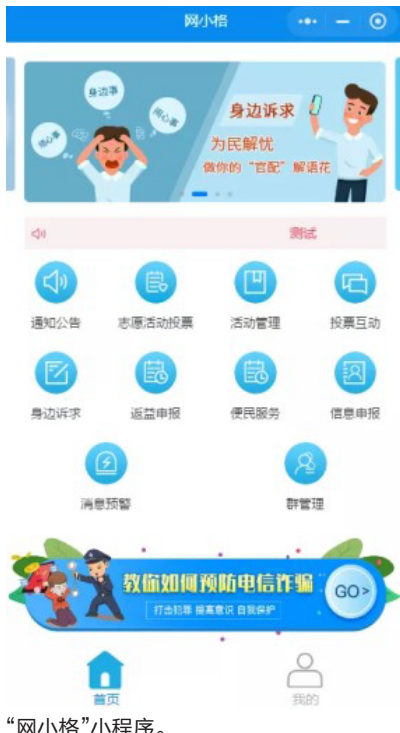 网小格
身边事
闹心事
烦心事
身边诉求
为民解忧
做你的“官配”解语花
测试
通知公告 志愿活动投票 活动管理 投票互动
身边诉求 返益申报 便民服务 信息申报
消息预警 群管理
教你如何预防电信诈骗
打击犯罪 提高意识 自我保护
GO>
首页 我的
“网小格”小程序。